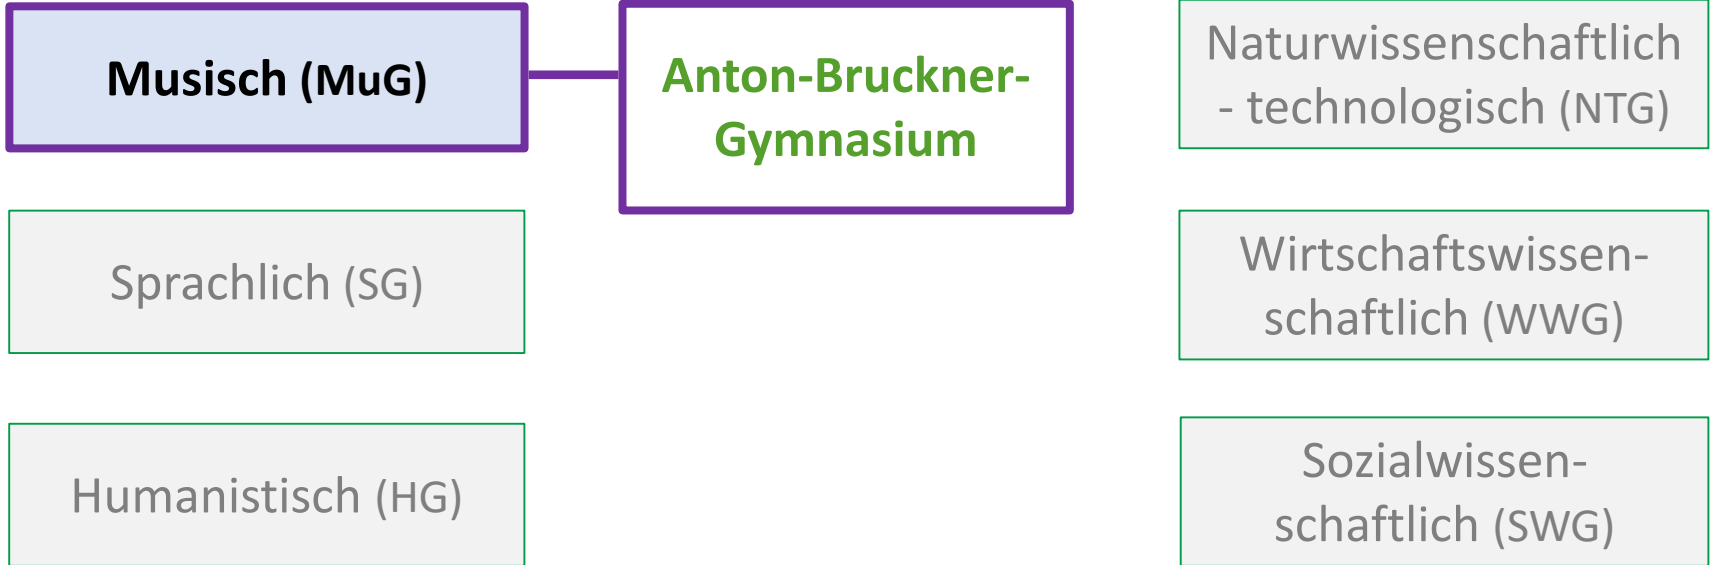 Musisch (MuG)
Anton-Bruckner-
Gymnasium
Naturwissenschaftlich
- technologisch (NTG)
Sprachlich (SG)
Wirtschaftswissen-
schaftlich (WWG)
Humanistisch (HG)
Sozialwissen-
schaftlich (SWG)